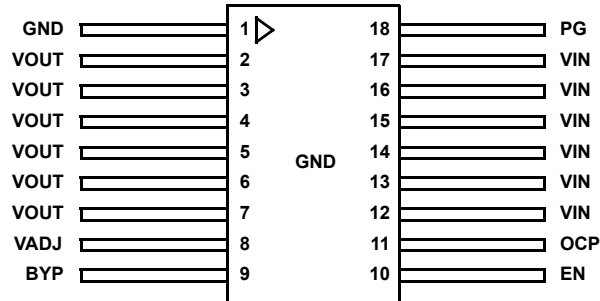 GND 1 18 PG
VOUT 2 17 VIN
VOUT 3 16 VIN
VOUT 4 15 VIN
VOUT 5 14 VIN
GND
VOUT 6 13 VIN
VOUT 7 12 VIN
VADJ 8 11 OCP
BYP 9 10 EN